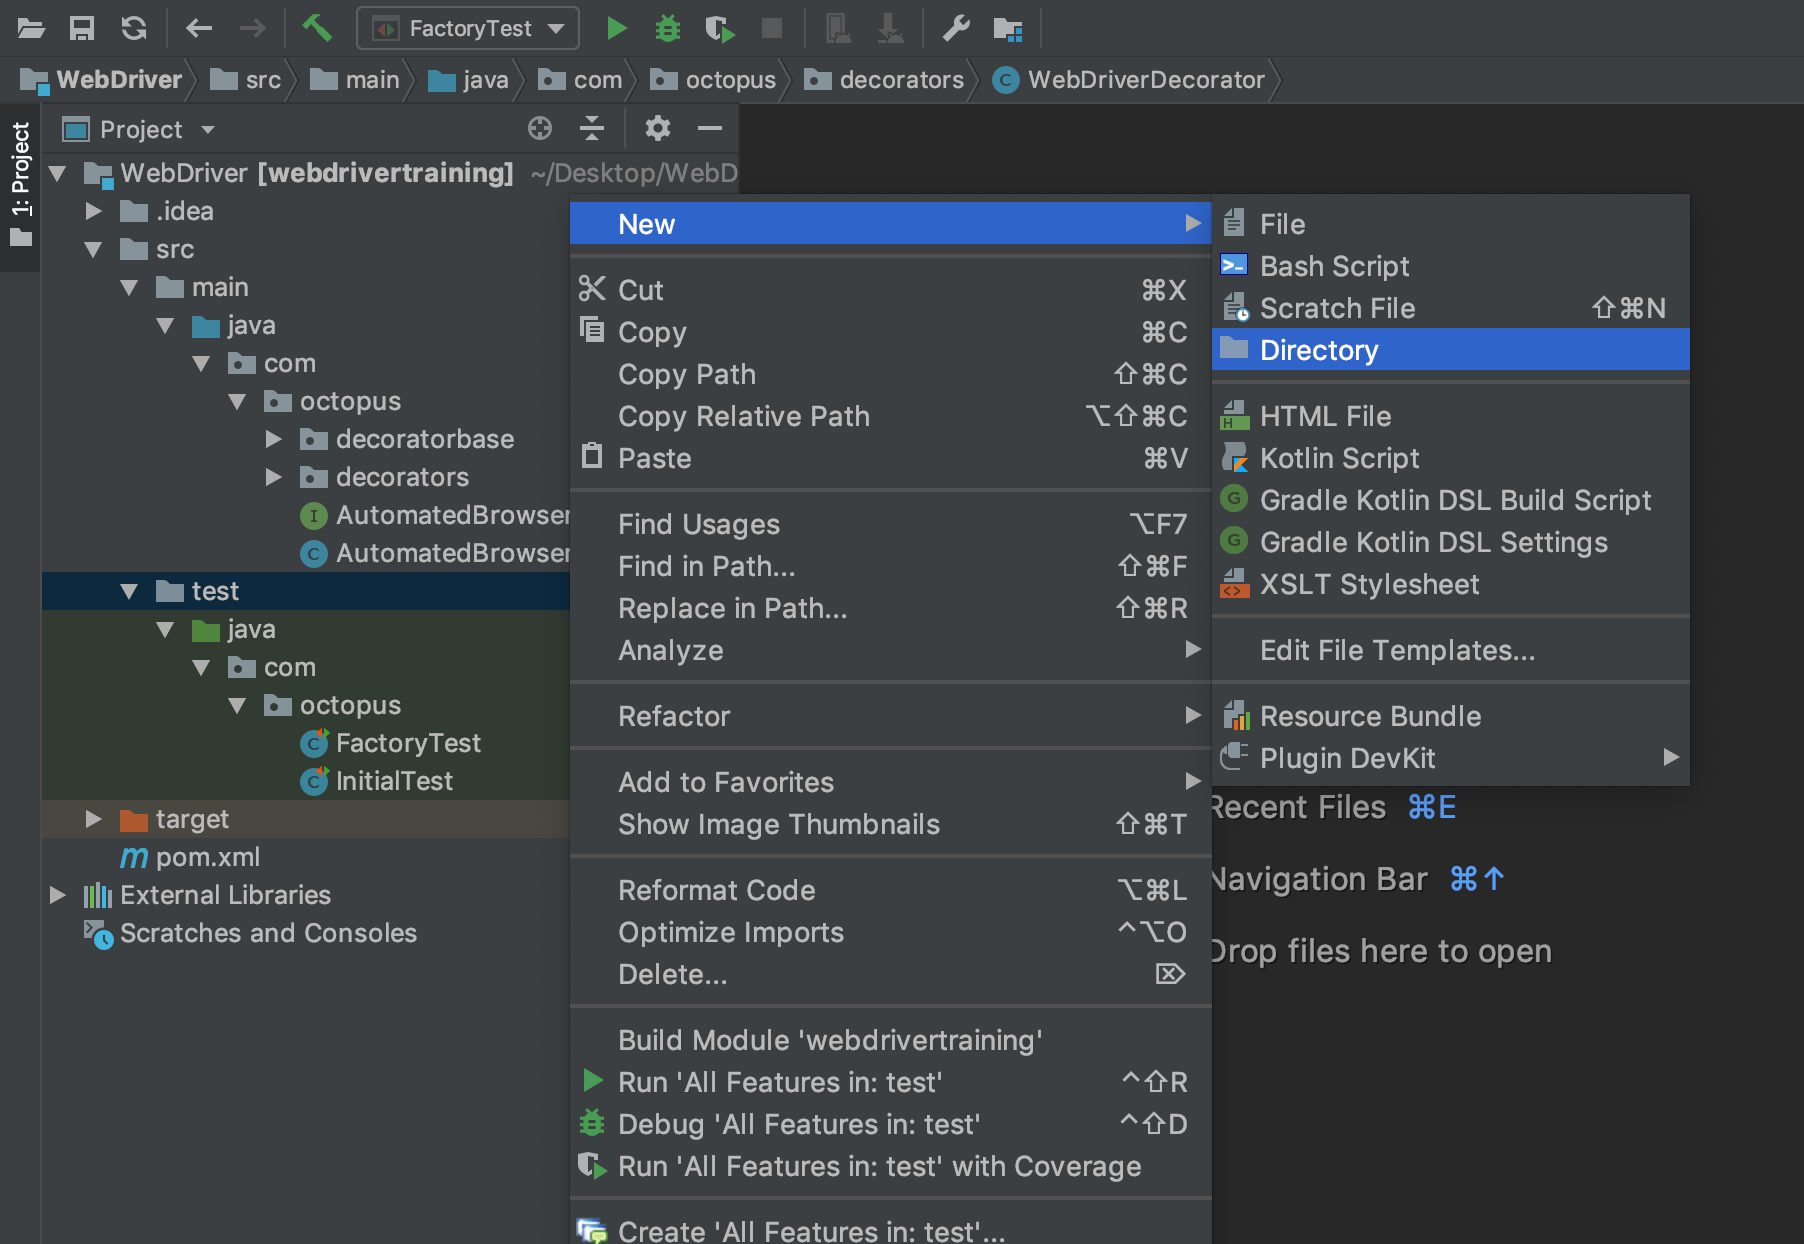 FactoryTest
WebDriver src main java com octopus decorators WebDriverDecorator
1: Project
Project
WebDriver [webdrivertraining] ~/Desktop/WebD
.idea
src
main
java
com
octopus
decoratorbase
decorators
AutomatedBrowser
AutomatedBrowser
test
java
com
octopus
FactoryTest
InitialTest
target
pom.xml
External Libraries
Scratches and Consoles
New
Cut ⌘X
Copy ⌘C
Copy Path ⇧⌘C
Copy Relative Path ⌥⇧⌘C
Paste ⌘V
Find Usages ⌥F7
Find in Path... ⇧⌘F
Replace in Path... ⇧⌘R
Analyze
Refactor
Add to Favorites
Show Image Thumbnails ⇧⌘T
Reformat Code ⌥⌘L
Optimize Imports ^⌥O
Delete... ⌦
Build Module 'webdrivertraining'
Run 'All Features in: test' ^⇧R
Debug 'All Features in: test' ^⇧D
Run 'All Features in: test' with Coverage
Create 'All Features in: test'...
File
Bash Script
Scratch File ⇧⌘N
Directory
HTML File
Kotlin Script
Gradle Kotlin DSL Build Script
Gradle Kotlin DSL Settings
XSLT Stylesheet
Edit File Templates...
Resource Bundle
Plugin DevKit
Recent Files ⌘E
Navigation Bar ⌘↑
Drop files here to open